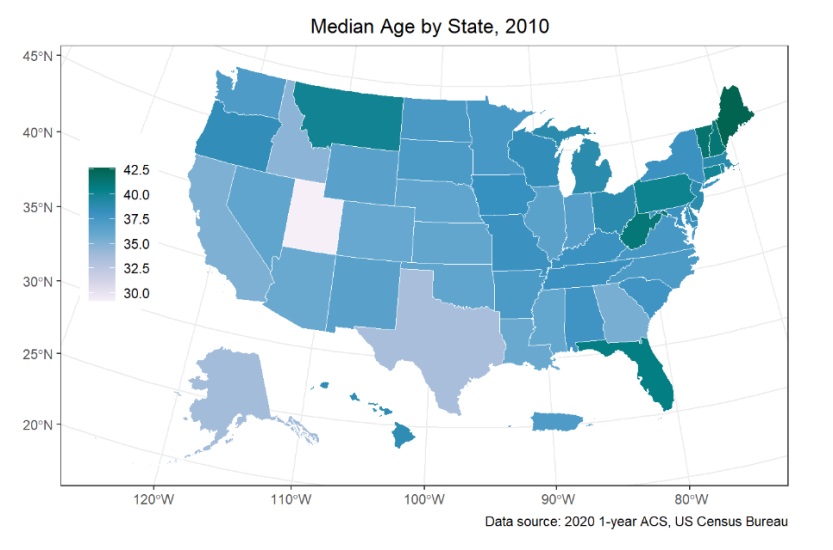 Median Age by State, 2010
45°N
40°N
35°N
30°N
25°N
20°N
42.5
40.0
37.5
35.0
32.5
30.0
120°W 110°W 100°W 90°W 80°W
Data source: 2020 1-year ACS, US Census Bureau